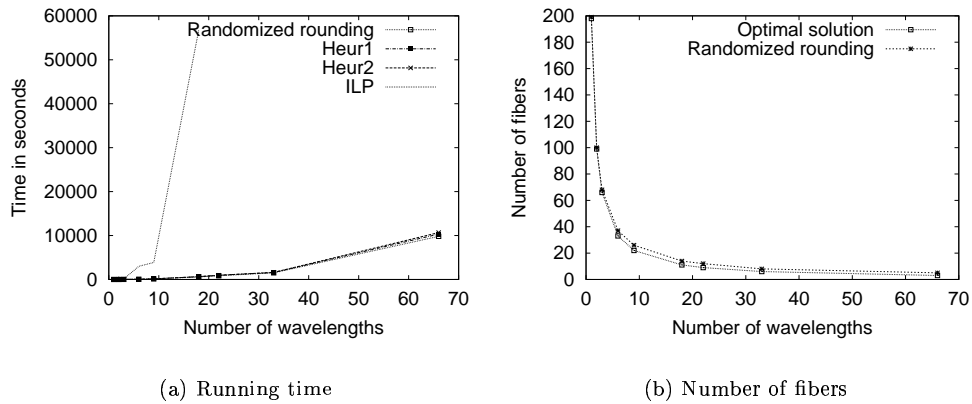 60000
50000
40000
30000
20000
10000
0
Time in seconds
Randomized rounding
Heur1
Heur2
ILP
0 10 20 30 40 50 60 70
Number of wavelengths
(a) Running time
200
180
160
140
120
100
80
60
40
20
0
Number of fibers
Optimal solution
Randomized rounding
0 10 20 30 40 50 60 70
Number of wavelengths
(b) Number of fibers